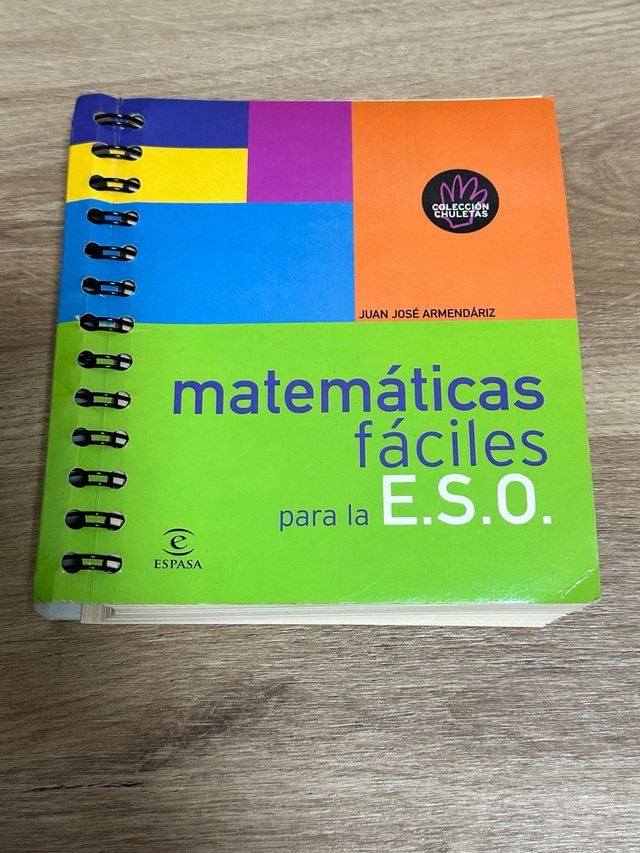 COLECCIÓN
CHULETAS
JUAN JOSÉ ARMENDÁRIZ
matemáticas
fáciles
para la E.S.O.
e
ESPASA